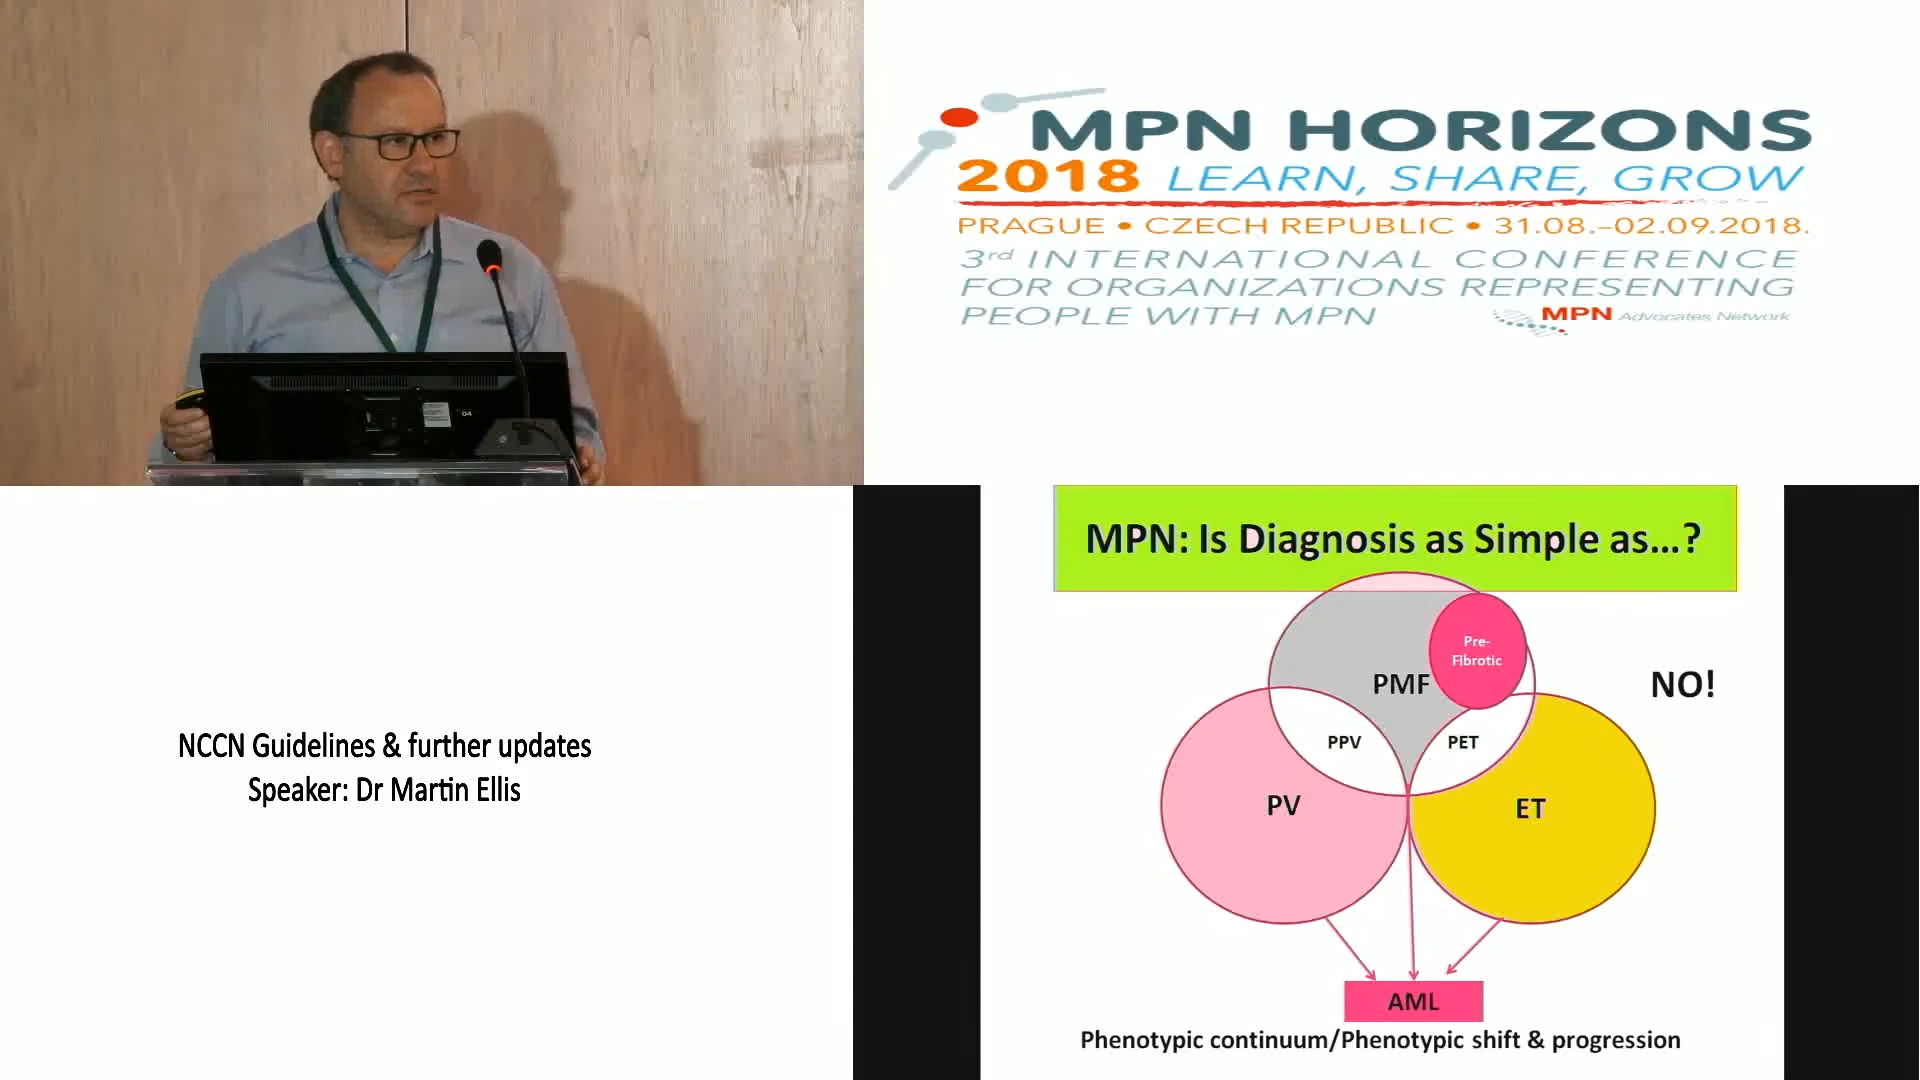 MPN HORIZONS
2018 LEARN, SHARE, GROW
PRAGUE • CZECH REPUBLIC • 31.08.–02.09.2018.
3rd INTERNATIONAL CONFERENCE
FOR ORGANIZATIONS REPRESENTING
PEOPLE WITH MPN
MPN Advocates Network
04
NCCN Guidelines & further updates
Speaker: Dr Martin Ellis
MPN: Is Diagnosis as Simple as...?
Pre-
Fibrotic
PMF
NO!
PPV
PET
PV
ET
AML
Phenotypic continuum/Phenotypic shift & progression